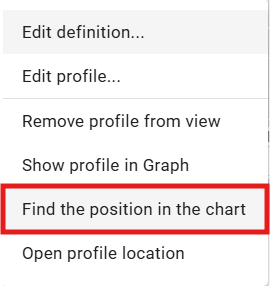 Edit definition...
Edit profile...
Remove profile from view
Show profile in Graph
Find the position in the chart
Open profile location